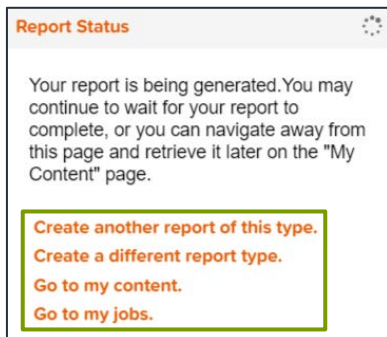 Report Status
Your report is being generated.You may
continue to wait for your report to
complete, or you can navigate away from
this page and retrieve it later on the "My
Content" page.
Create another report of this type.
Create a different report type.
Go to my content.
Go to my jobs.